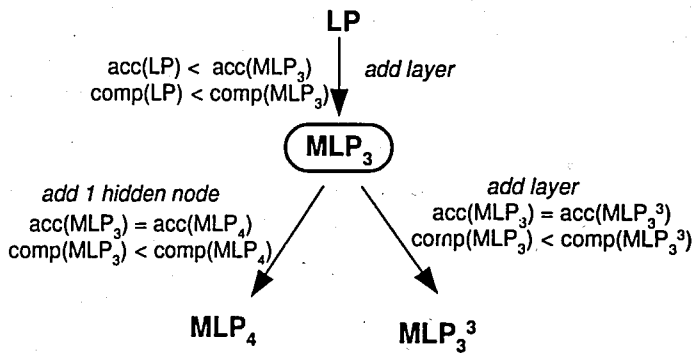 LP
acc(LP) < acc(MLP₃)
add layer
comp(LP) < comp(MLP₃)
MLP₃
add 1 hidden node
acc(MLP₃) = acc(MLP₄)
comp(MLP₃) < comp(MLP₄)
add layer
acc(MLP₃) = acc(MLP₃³)
comp(MLP₃) < comp(MLP₃³)
MLP₄
MLP₃³